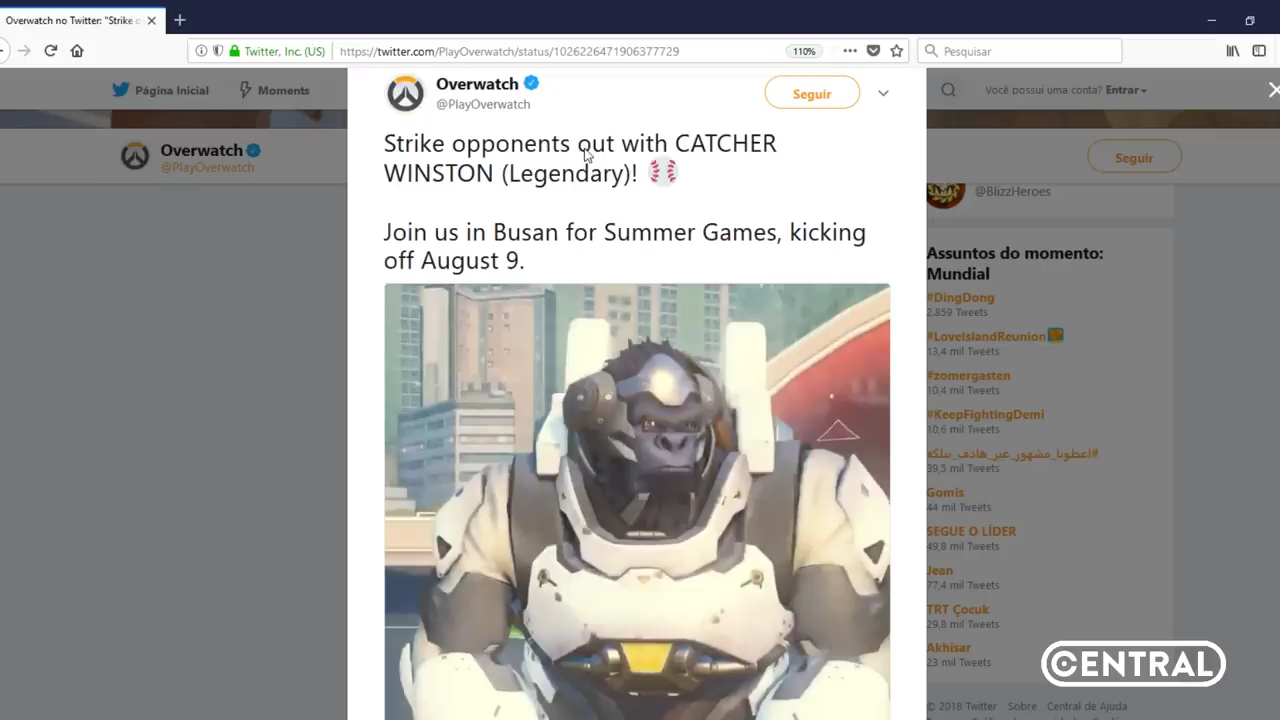 Overwatch no Twitter: "Strike o
Twitter, Inc. (US)
https://twitter.com/PlayOverwatch/status/1026226471906377729
110%
Pesquisar
Página Inicial
Moments
Overwatch
@PlayOverwatch
Seguir
Você possui uma conta? Entrar
Overwatch
@PlayOverwatch
Seguir
Strike opponents out with CATCHER
WINSTON (Legendary)!
Join us in Busan for Summer Games, kicking
off August 9.
@BlizzHeroes
Assuntos do momento:
Mundial
#DingDong
2.859 Tweets
#LoveIslandReunion
13,4 mil Tweets
#zomergasten
10,4 mil Tweets
#KeepFightingDemi
10,6 mil Tweets
#اعطونا_مشهور_عبر_هاذف_ببلكه
39,5 mil Tweets
Gomis
44 mil Tweets
SEGUE O LÍDER
49,8 mil Tweets
Jean
77,4 mil Tweets
TRT Çocuk
29,8 mil Tweets
Akhisar
23 mil Tweets
© 2018 Twitter Sobre Central de Ajuda
CENTRAL